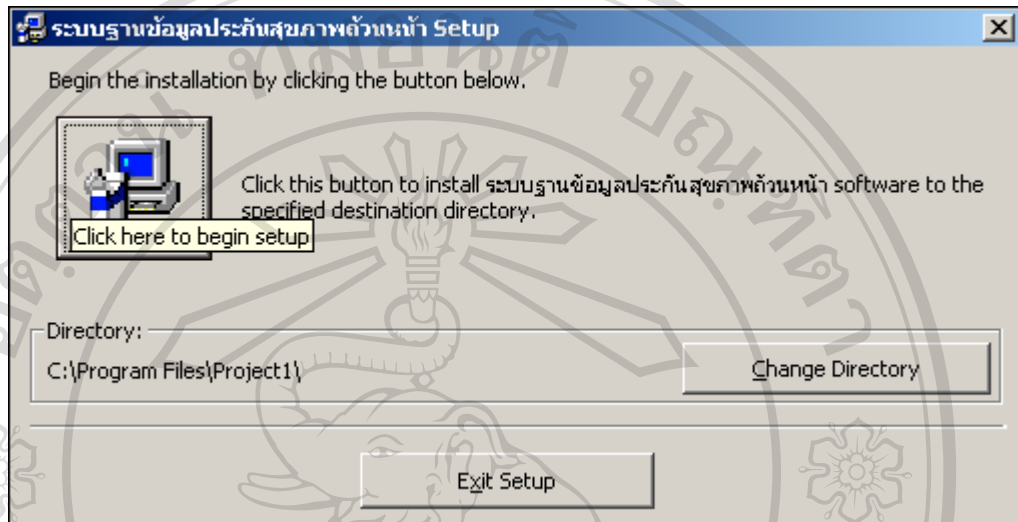 ระบบฐานข้อมูลประกันสุขภาพถ้วนหน้า Setup
Begin the installation by clicking the button below.
Click this button to install ระบบฐานข้อมูลประกันสุขภาพถ้วนหน้า software to the
specified destination directory.
Click here to begin setup
Directory:
C:\Program Files\Project1\
Change Directory
Exit Setup